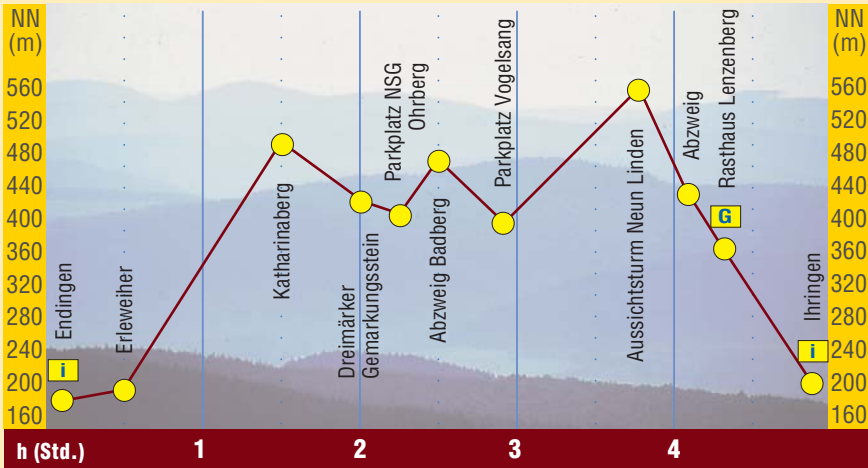 NN
(m)
560
520
480
440
400
360
320
280
240
200
160
Endingen
i
Erleweiher
Katharinaberg
Dreimärker
Gemarkungsstein
Parkplatz NSG
Ohrberg
Abzweig Badberg
Parkplatz Vogelsang
Aussichtsturm Neun Linden
Abzweig
Rasthaus Lenzenberg
G
Ihringen
i
NN
(m)
560
520
480
440
400
360
320
280
240
200
160
h (Std.) 1 2 3 4